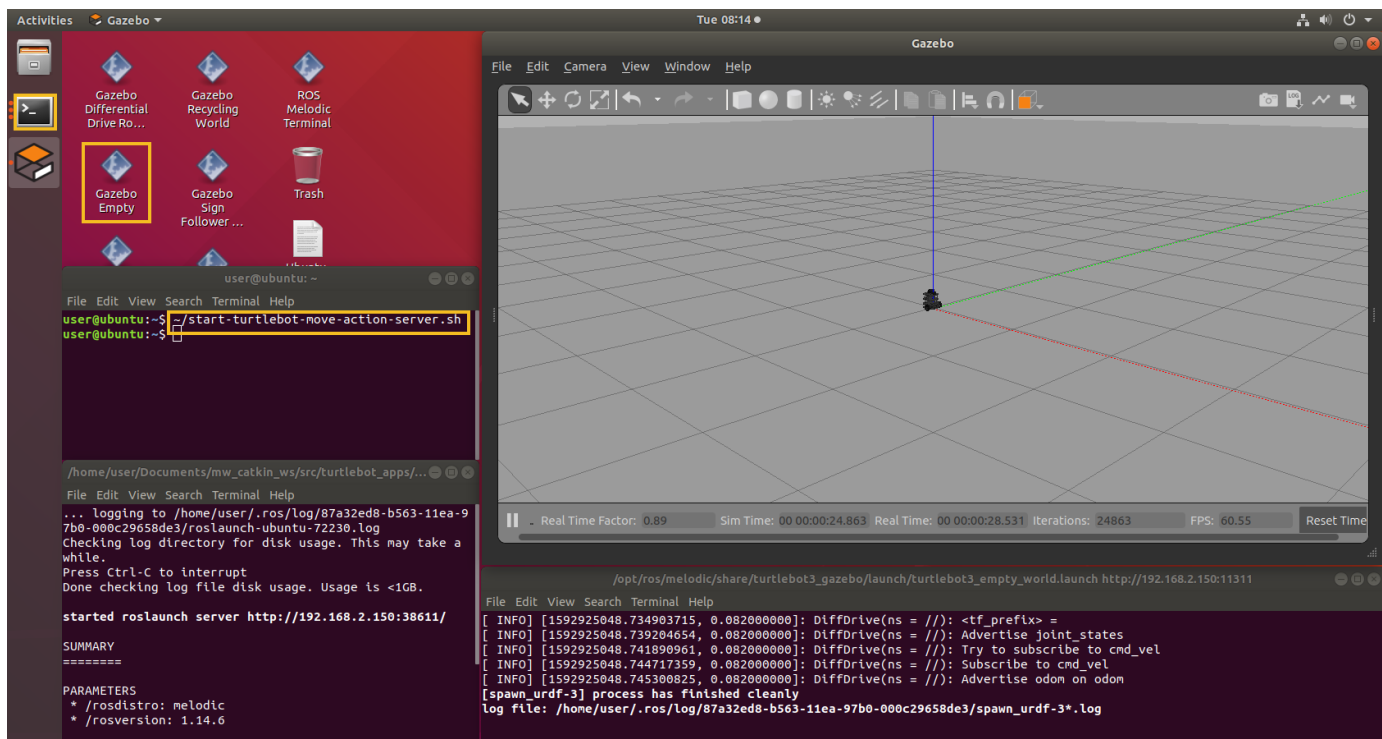 Activities
Gazebo
Tue 08:14
Gazebo
Differential
Drive Ro...
Gazebo
Recycling
World
ROS
Melodic
Terminal
Gazebo
Empty
Gazebo
Sign
Follower ...
Trash
user@ubuntu: ~
File Edit View Search Terminal Help
user@ubuntu:~$ ~/start-turtlebot-move-action-server.sh
user@ubuntu:~$
/home/user/Documents/mw_catkin_ws/src/turtlebot_apps/...
File Edit View Search Terminal Help
... logging to /home/user/.ros/log/87a32ed8-b563-11ea-9
7b0-000c29658de3/roslaunch-ubuntu-72230.log
Checking log directory for disk usage. This may take a
while.
Press Ctrl-C to interrupt
Done checking log file disk usage. Usage is <1GB.
started roslaunch server http://192.168.2.150:38611/
SUMMARY
========
PARAMETERS
* /rosdistro: melodic
* /rosversion: 1.14.6
Gazebo
File Edit Camera View Window Help
LOG
Real Time Factor: 0.89 Sim Time: 00 00:00:24.863 Real Time: 00 00:00:28.531 Iterations: 24863 FPS: 60.55 Reset Time
/opt/ros/melodic/share/turtlebot3_gazebo/launch/turtlebot3_empty_world.launch http://192.168.2.150:11311
File Edit View Search Terminal Help
[ INFO] [1592925048.734903715, 0.082000000]: DiffDrive(ns = //): <tf_prefix> =
[ INFO] [1592925048.739204654, 0.082000000]: DiffDrive(ns = //): Advertise joint_states
[ INFO] [1592925048.741890961, 0.082000000]: DiffDrive(ns = //): Try to subscribe to cmd_vel
[ INFO] [1592925048.744717359, 0.082000000]: DiffDrive(ns = //): Subscribe to cmd_vel
[ INFO] [1592925048.745300825, 0.082000000]: DiffDrive(ns = //): Advertise odom on odom
[spawn_urdf-3] process has finished cleanly
log file: /home/user/.ros/log/87a32ed8-b563-11ea-97b0-000c29658de3/spawn_urdf-3*.log